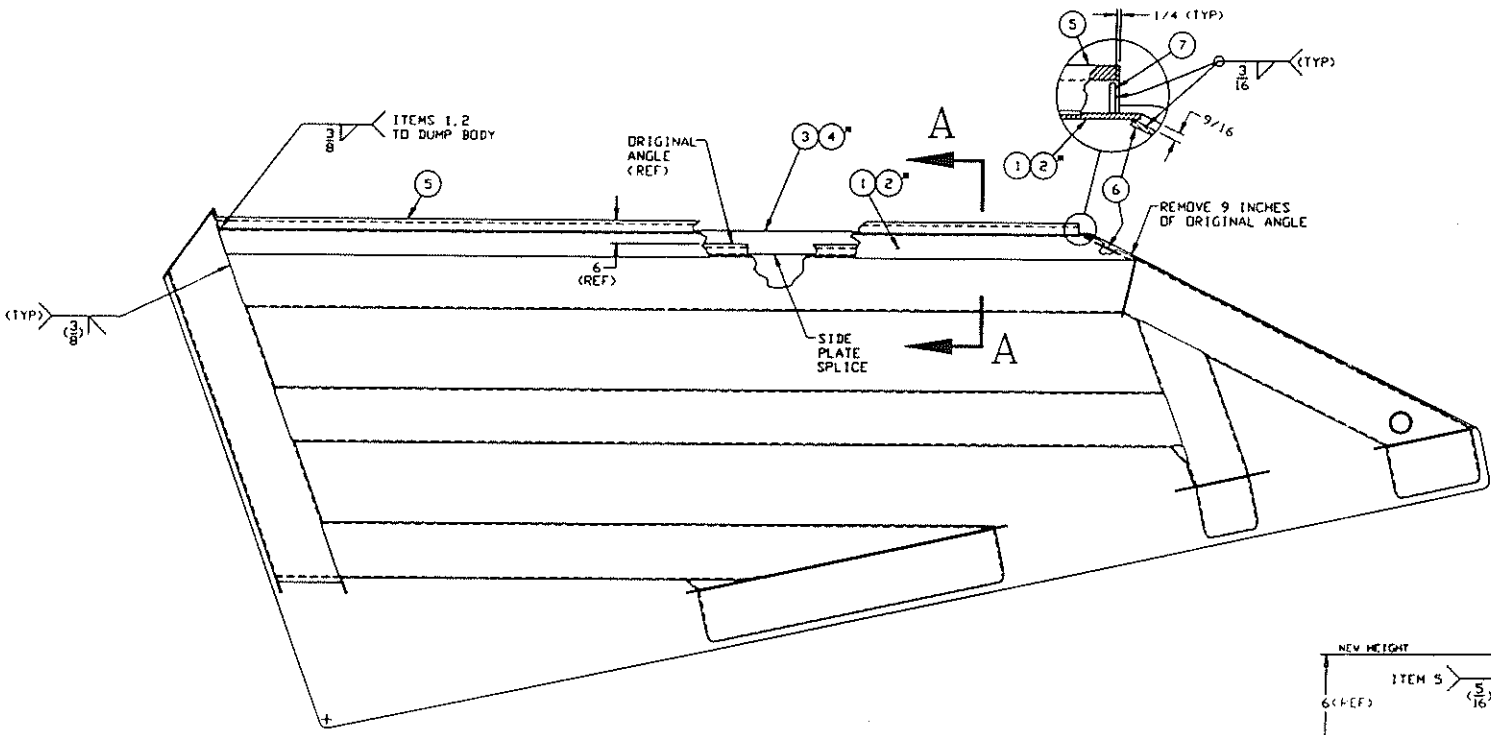 1/4 (TYP)
5
7
3/16
(TYP)
9/16
1 2"
6
REMOVE 9 INCHES
OF ORIGINAL ANGLE
ITEMS 1,2
TO DUMP BODY
3/8
ORIGINAL
ANGLE
(REF)
3 4"
A
1 2"
5
6
(REF)
(TYP)
(3/8)
SIDE
PLATE
SPLICE
A
NEW HEIGHT
ITEM 5
(5/16)
6(REF)